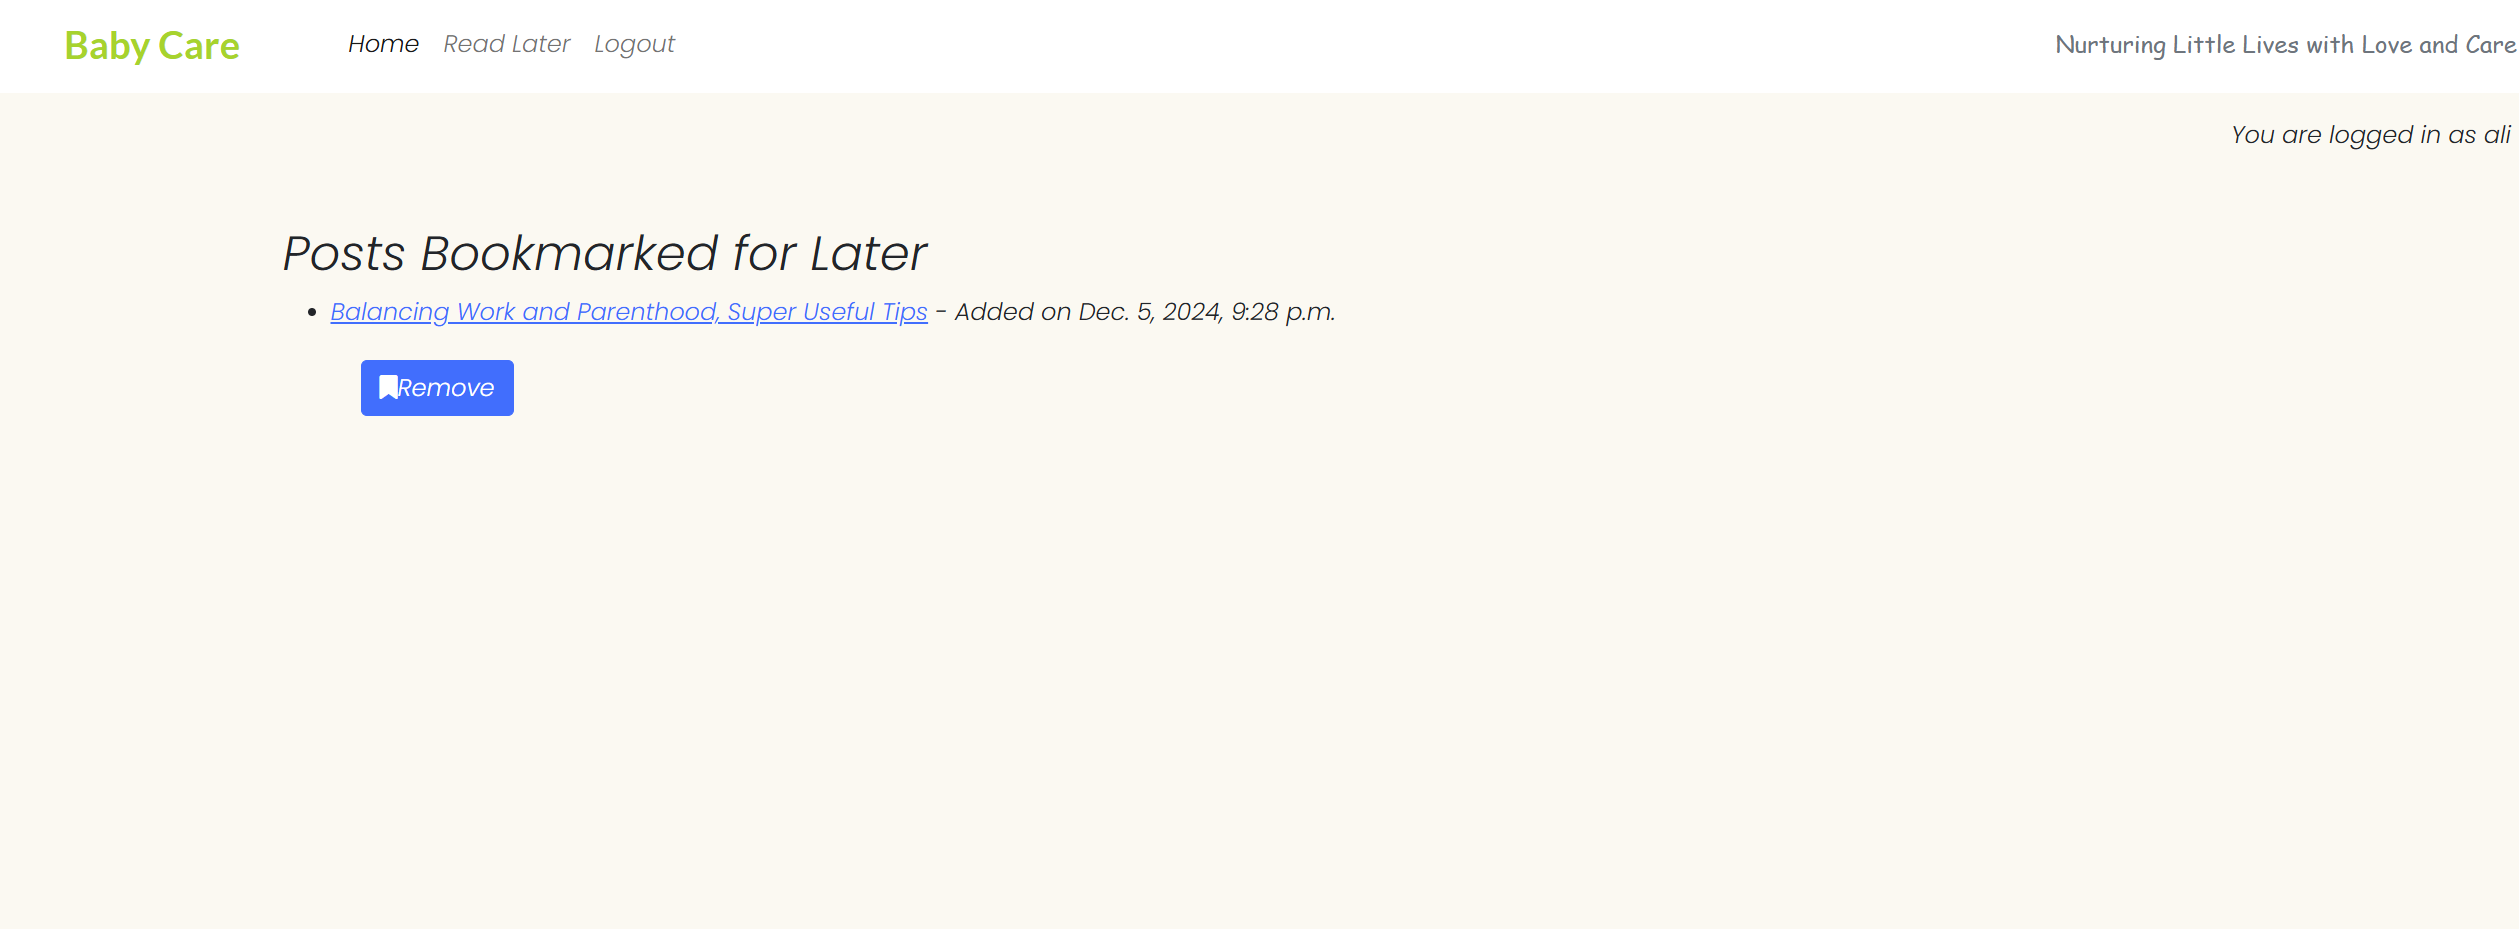 Baby Care
Home Read Later Logout
Nurturing Little Lives with Love and Care
You are logged in as ali
Posts Bookmarked for Later
Balancing Work and Parenthood, Super Useful Tips - Added on Dec. 5, 2024, 9:28 p.m.
Remove